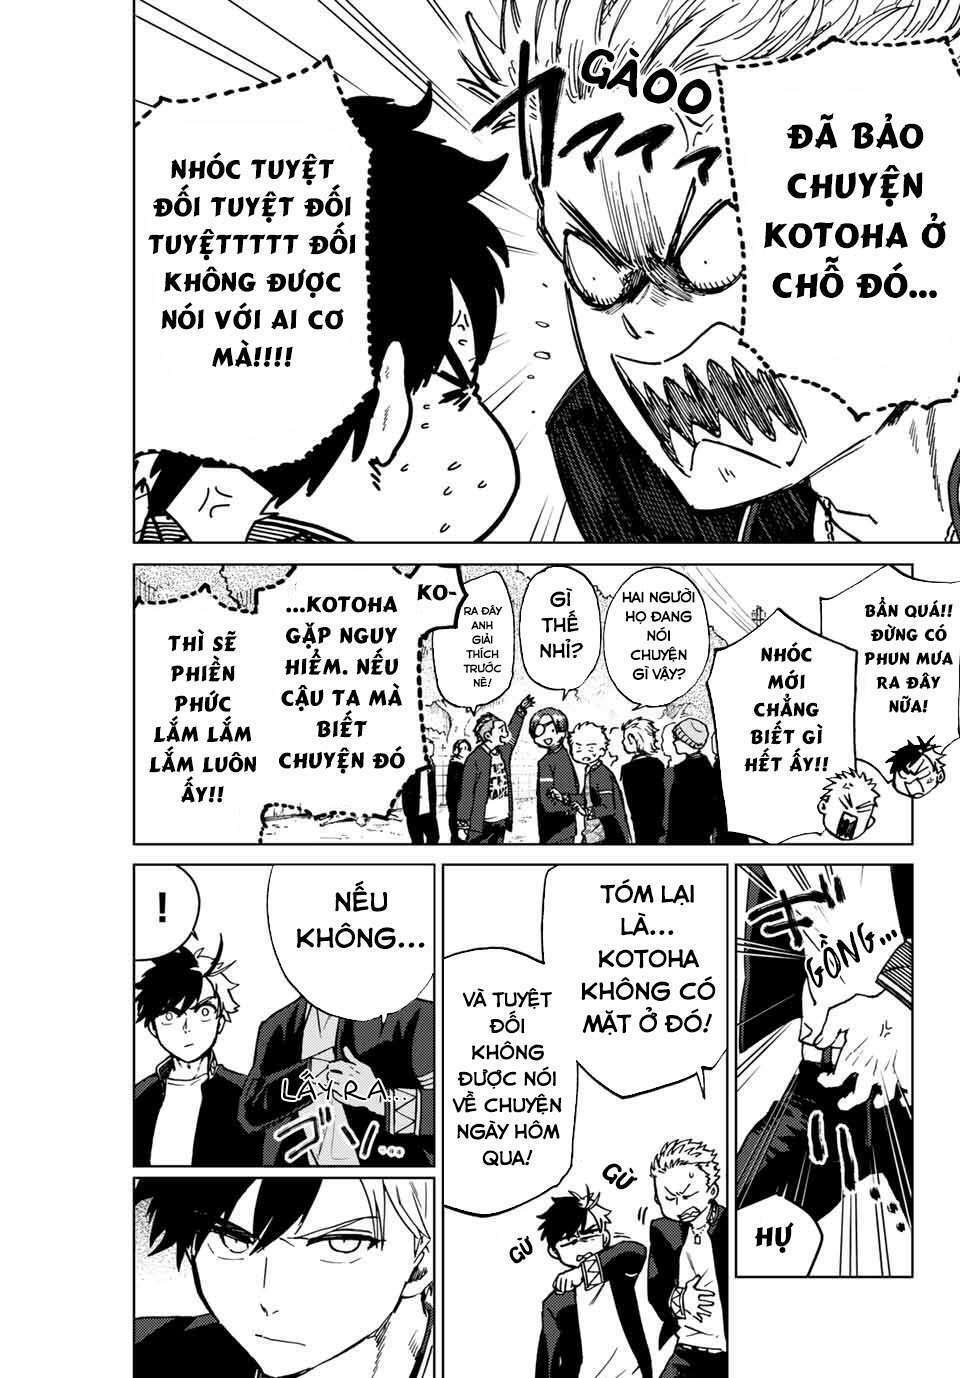 GÀOO
ĐÃ BẢO
CHUYỆN
KOTOHA Ở
CHỖ ĐÓ...
NHÓC TUYỆT
ĐỐI TUYỆT ĐỐI
TUYỆTTTTT ĐỐI
KHÔNG ĐƯỢC
NÓI VỚI AI CƠ
MÀ!!!!
BẨN QUÁ!!
ĐỪNG CÓ
PHUN MƯA
RA ĐÂY
NỮA!
NHÓC
MỚI
CHẲNG
BIẾT GÌ
HẾT ẤY!!
HAI NGƯỜI
HỌ ĐANG
NÓI
CHUYỆN
GÌ VẬY?
GÌ
THẾ
NHỈ?
RA ĐÂY
ANH
GIẢI
THÍCH
TRƯỚC
NÈ!
KO-
...KOTOHA
GẶP NGUY
HIỂM. NẾU
CẬU TA MÀ
BIẾT
CHUYỆN ĐÓ
THÌ SẼ
PHIỀN
PHỨC
LẮM LẮM
LẮM LUÔN
ẤY!!
GỒNG...
HỰ
TÓM LẠI
LÀ...
KOTOHA
KHÔNG CÓ
MẶT Ở ĐÓ!
VÀ TUYỆT
ĐỐI
KHÔNG
ĐƯỢC NÓI
VỀ CHUYỆN
NGÀY HÔM
QUA!
GỪ
GỪ
NẾU
KHÔNG...
LẤY RA...
ゴソ...
!